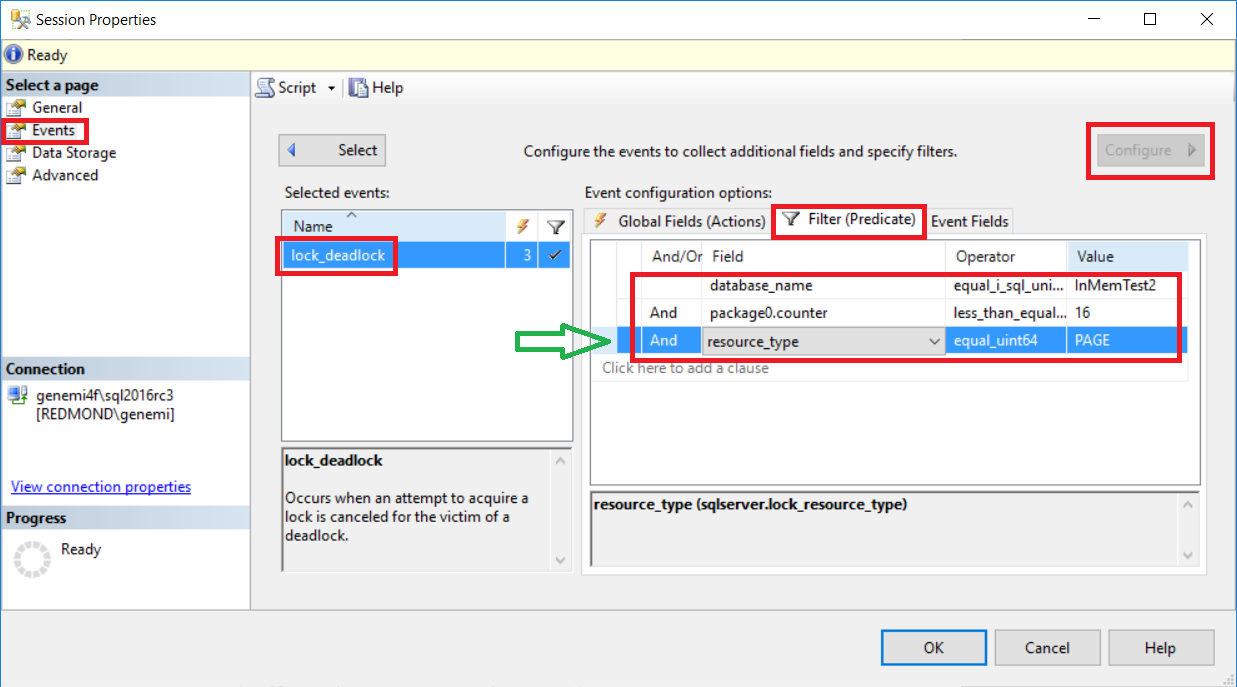 Session Properties
Ready
Select a page
General
Events
Data Storage
Advanced
Script
Help
Select
Configure the events to collect additional fields and specify filters.
Configure
Selected events:
Name
lock_deadlock 3
Event configuration options:
Global Fields (Actions)
Filter (Predicate)
Event Fields
And/Or Field Operator Value
database_name equal_i_sql_uni... InMemTest2
And package0.counter less_than_equal... 16
And resource_type equal_uint64 PAGE
Click here to add a clause
Connection
genemi4f\sql2016rc3
[REDMOND\genemi]
View connection properties
Progress
Ready
lock_deadlock
Occurs when an attempt to acquire a
lock is canceled for the victim of a
deadlock.
resource_type (sqlserver.lock_resource_type)
OK
Cancel
Help